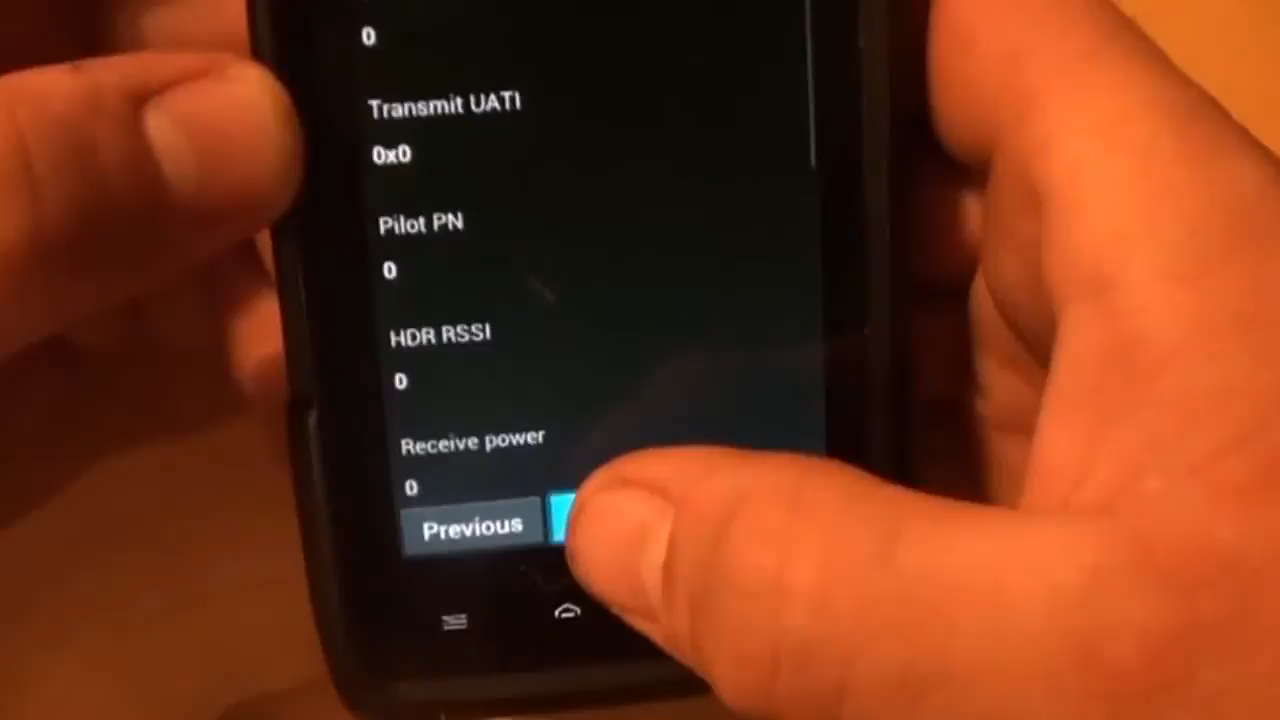 0
Transmit UATI
0x0
Pilot PN
0
HDR RSSI
0
Receive power
0
Previous